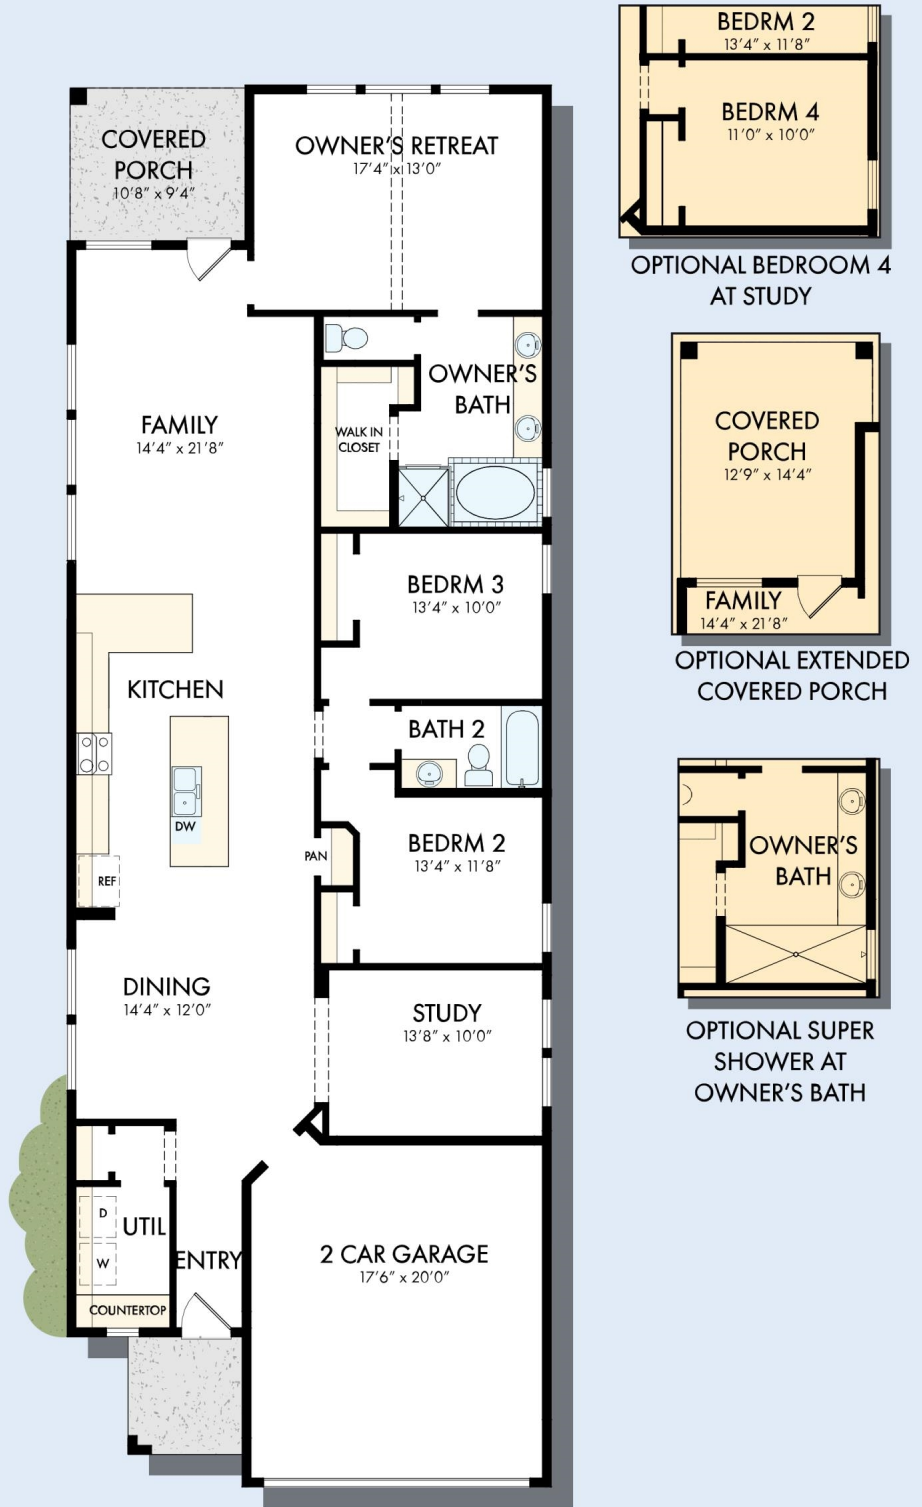 COVERED
PORCH
10'8" x 9'4"
OWNER'S RETREAT
17'4" x 13'0"
FAMILY
14'4" x 21'8"
OWNER'S
BATH
WALK IN
CLOSET
BEDRM 3
13'4" x 10'0"
KITCHEN
BATH 2
DW
PAN
BEDRM 2
13'4" x 11'8"
REF
DINING
14'4" x 12'0"
STUDY
13'8" x 10'0"
D
UTIL
W
ENTRY
COUNTERTOP
2 CAR GARAGE
17'6" x 20'0"
BEDRM 2
13'4" x 11'8"
BEDRM 4
11'0" x 10'0"
OPTIONAL BEDROOM 4
AT STUDY
COVERED
PORCH
12'9" x 14'4"
FAMILY
14'4" x 21'8"
OPTIONAL EXTENDED
COVERED PORCH
OWNER'S
BATH
OPTIONAL SUPER
SHOWER AT
OWNER'S BATH